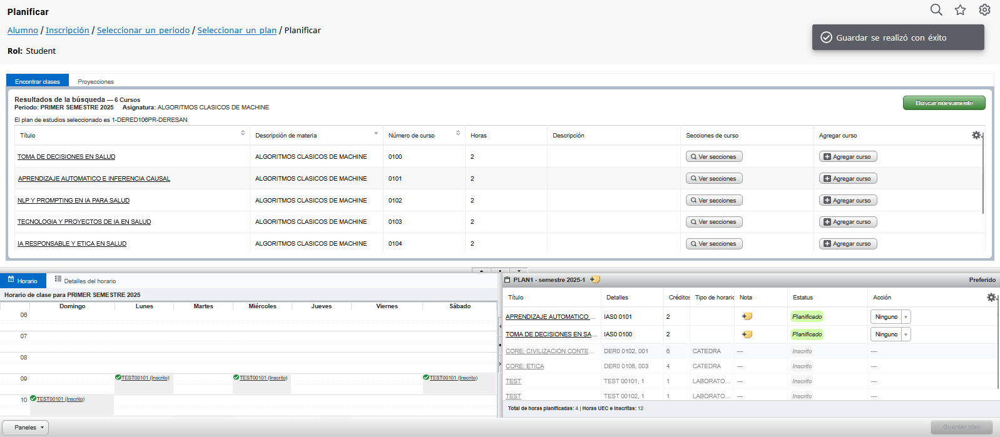 Planificar
Alumno / Inscripción / Seleccionar un periodo / Seleccionar un plan / Planificar
Guardar se realizó con éxito
Rol: Student
Encontrar clases Proyecciones
Resultados de la búsqueda — 6 Cursos
Periodo: PRIMER SEMESTRE 2025 Asignatura: ALGORITMOS CLASICOS DE MACHINE
Buscar nuevamente
El plan de estudios seleccionado es 1-DERED106PR-DERESAN
Título Descripción de materia Número de curso Horas Descripción Secciones de curso Agregar curso
TOMA DE DECISIONES EN SALUD ALGORITMOS CLASICOS DE MACHINE 0100 2 Ver secciones Agregar curso
APRENDIZAJE AUTOMATICO E INFERENCIA CAUSAL ALGORITMOS CLASICOS DE MACHINE 0101 2 Ver secciones Agregar curso
NLP Y PROMPTING EN IA PARA SALUD ALGORITMOS CLASICOS DE MACHINE 0102 2 Ver secciones Agregar curso
TECNOLOGIA Y PROYECTOS DE IA EN SALUD ALGORITMOS CLASICOS DE MACHINE 0103 2 Ver secciones Agregar curso
IA RESPONSABLE Y ETICA EN SALUD ALGORITMOS CLASICOS DE MACHINE 0104 2 Ver secciones Agregar curso
Horario Detalles del horario
Horario de clase para PRIMER SEMESTRE 2025
Domingo Lunes Martes Miércoles Jueves Viernes Sábado
06
07
08
09 TEST00101 (Inscrito) TEST00101 (Inscrito) TEST00101 (Inscrito)
10 TEST00101 (Inscrito)
PLAN1 - semestre 2025-1 Preferido
Título Detalles Créditos Tipo de horario Nota Estatus Acción
APRENDIZAJE AUTOMATICO ... IAS0 0101 2 Planificado Ninguno
TOMA DE DECISIONES EN SA... IAS0 0100 2 Planificado Ninguno
CORE: CIVILIZACION CONTE... DER0 0102, 001 6 CATEDRA --- Inscrito ---
CORE: ETICA DER0 0106, 003 4 CATEDRA --- Inscrito ---
TEST TEST 00101, 1 1 LABORATO... --- Inscrito ---
TEST TEST 00102, 1 1 LABORATO... --- Inscrito ---
Total de horas planificadas: 4 | Horas UEC e Inscritas: 12
Paneles Guardar plan